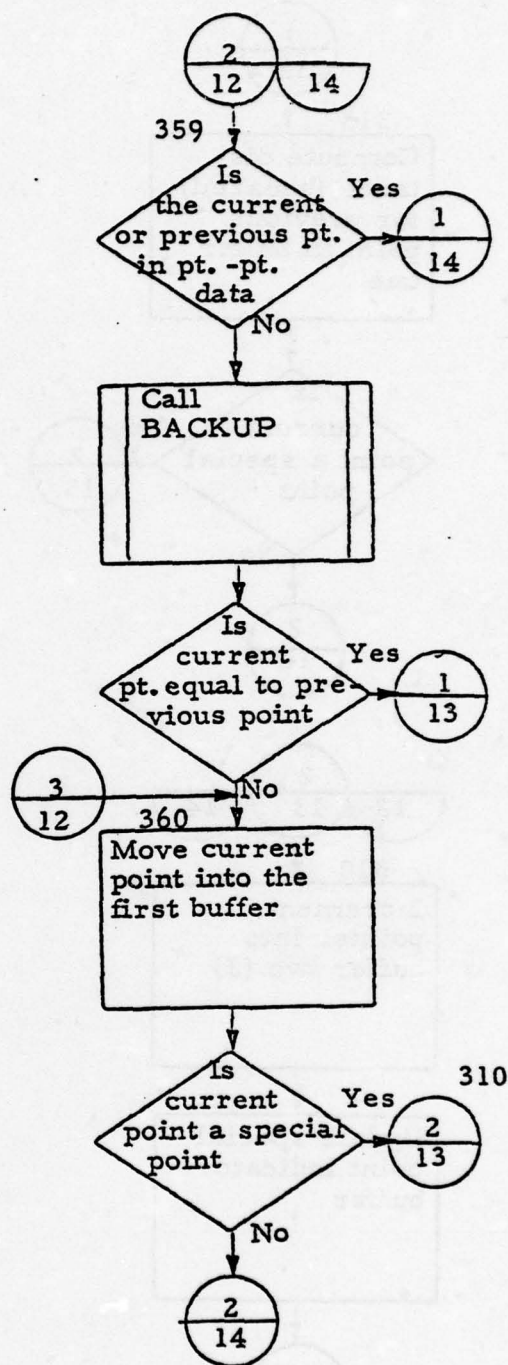 2
12
14
359
Is
the current
or previous pt.
in pt. -pt.
data
Yes
1
14
No
Call
BACKUP
Is
current
pt. equal to pre-
vious point
Yes
1
13
3
12
No
360
Move current
point into the
first buffer
Is
current
point a special
point
Yes
310
2
13
No
2
14